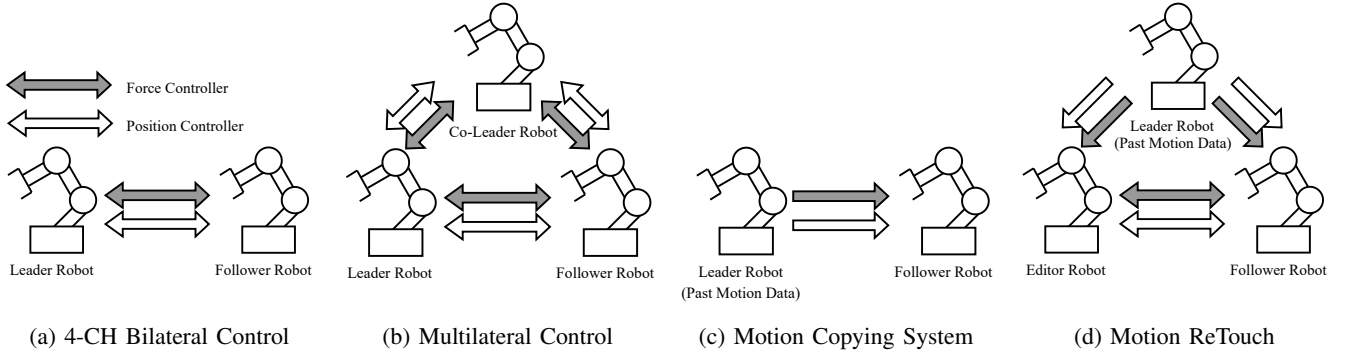 Force Controller
Position Controller
Leader Robot
Follower Robot
(a) 4-CH Bilateral Control
Co-Leader Robot
Leader Robot
Follower Robot
(b) Multilateral Control
Leader Robot
(Past Motion Data)
Follower Robot
(c) Motion Copying System
Leader Robot
(Past Motion Data)
Editor Robot
Follower Robot
(d) Motion ReTouch